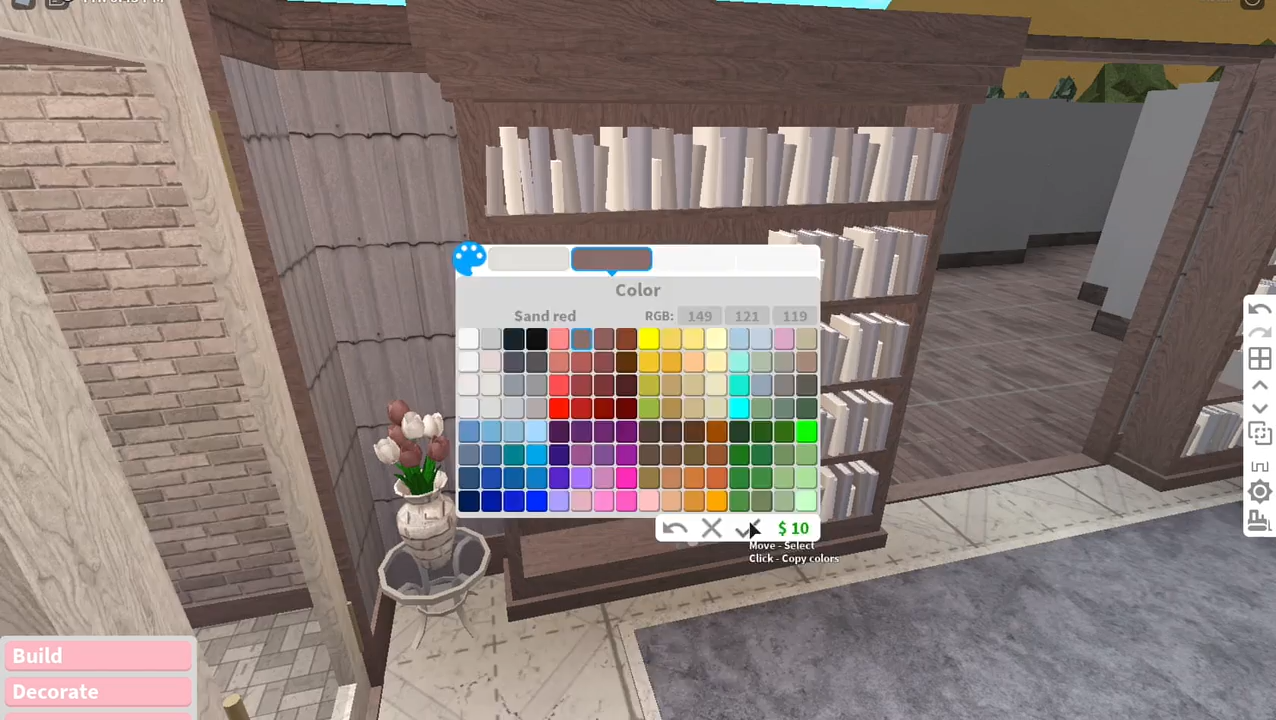 Color
Sand red RGB: 149 121 119
$ 10
Move - Select
Click - Copy colors
Build
Decorate